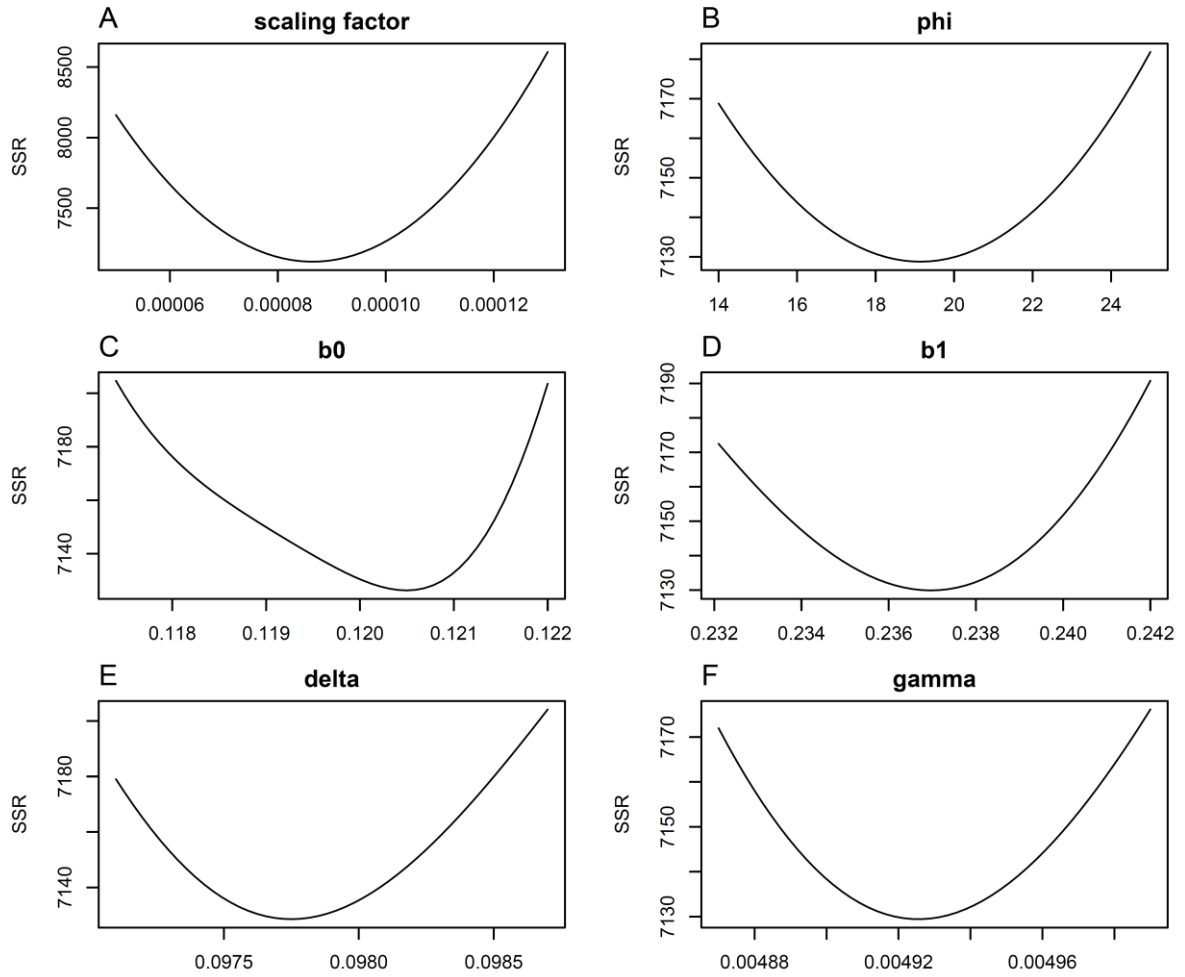 A
scaling factor
SSR
8500
8000
7500
0.00006
0.00008
0.00010
0.00012
B
phi
SSR
7170
7150
7130
14
16
18
20
22
24
C
b0
SSR
7180
7140
0.118
0.119
0.120
0.121
0.122
D
b1
SSR
7190
7170
7150
7130
0.232
0.234
0.236
0.238
0.240
0.242
E
delta
SSR
7180
7140
0.0975
0.0980
0.0985
F
gamma
SSR
7170
7150
7130
0.00488
0.00492
0.00496